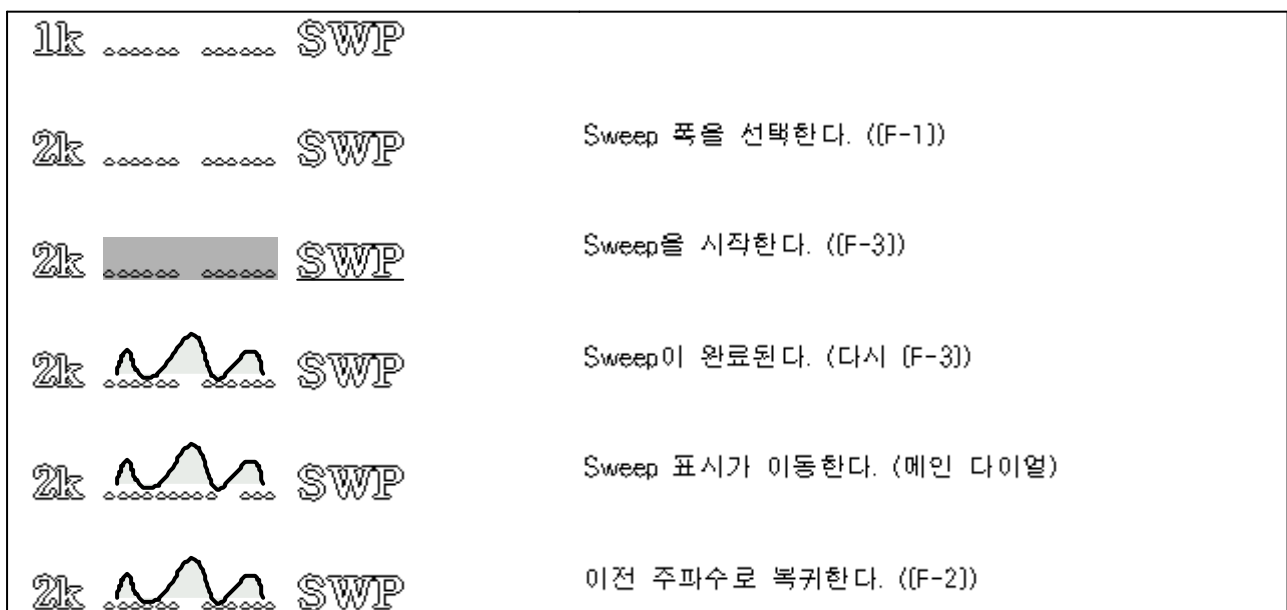 1k SWP
2k SWP Sweep 폭을 선택한다. ([F-1])
2k SWP Sweep을 시작한다. ([F-3])
2k SWP Sweep이 완료된다. (다시 [F-3])
2k SWP Sweep 표시가 이동한다. (메인 다이얼)
2k SWP 이전 주파수로 복귀한다. ([F-2])